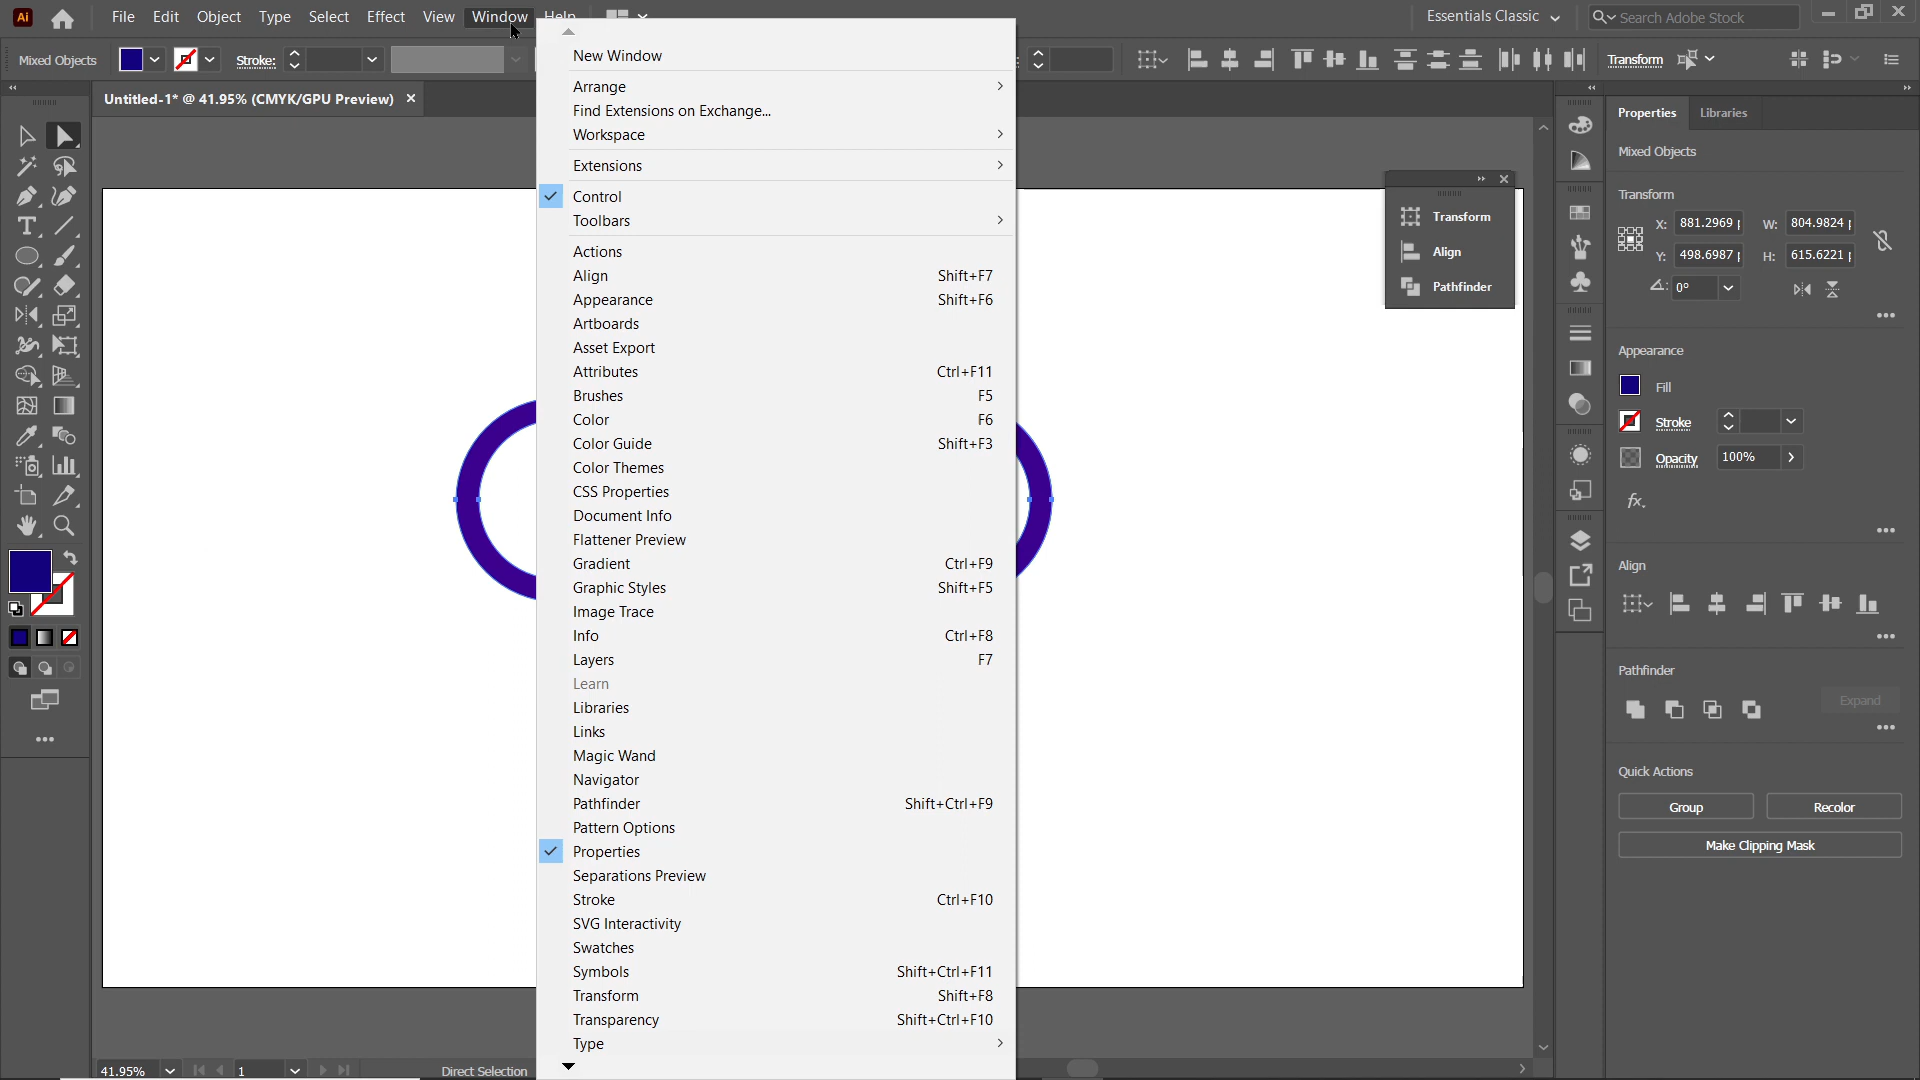 Ai File Edit Object Type Select Effect View Window Help Essentials Classic Search Adobe Stock
Mixed Objects Stroke: Transform
Untitled-1* @ 41.95% (CMYK/GPU Preview)
New Window
Arrange
Find Extensions on Exchange...
Workspace
Extensions
Control
Toolbars
Actions
Align Shift+F7
Appearance Shift+F6
Artboards
Asset Export
Attributes Ctrl+F11
Brushes F5
Color F6
Color Guide Shift+F3
Color Themes
CSS Properties
Document Info
Flattener Preview
Gradient Ctrl+F9
Graphic Styles Shift+F5
Image Trace
Info Ctrl+F8
Layers F7
Learn
Libraries
Links
Magic Wand
Navigator
Pathfinder Shift+Ctrl+F9
Pattern Options
Properties
Separations Preview
Stroke Ctrl+F10
SVG Interactivity
Swatches
Symbols Shift+Ctrl+F11
Transform Shift+F8
Transparency Shift+Ctrl+F10
Type
Transform
Align
Pathfinder
Properties Libraries
Mixed Objects
Transform
X: 881.2969 W: 804.9824
Y: 498.6987 H: 615.6221
0°
Appearance
Fill
Stroke
Opacity 100%
fx.
Align
Pathfinder
Expand
Quick Actions
Group Recolor
Make Clipping Mask
41.95% 1 Direct Selection